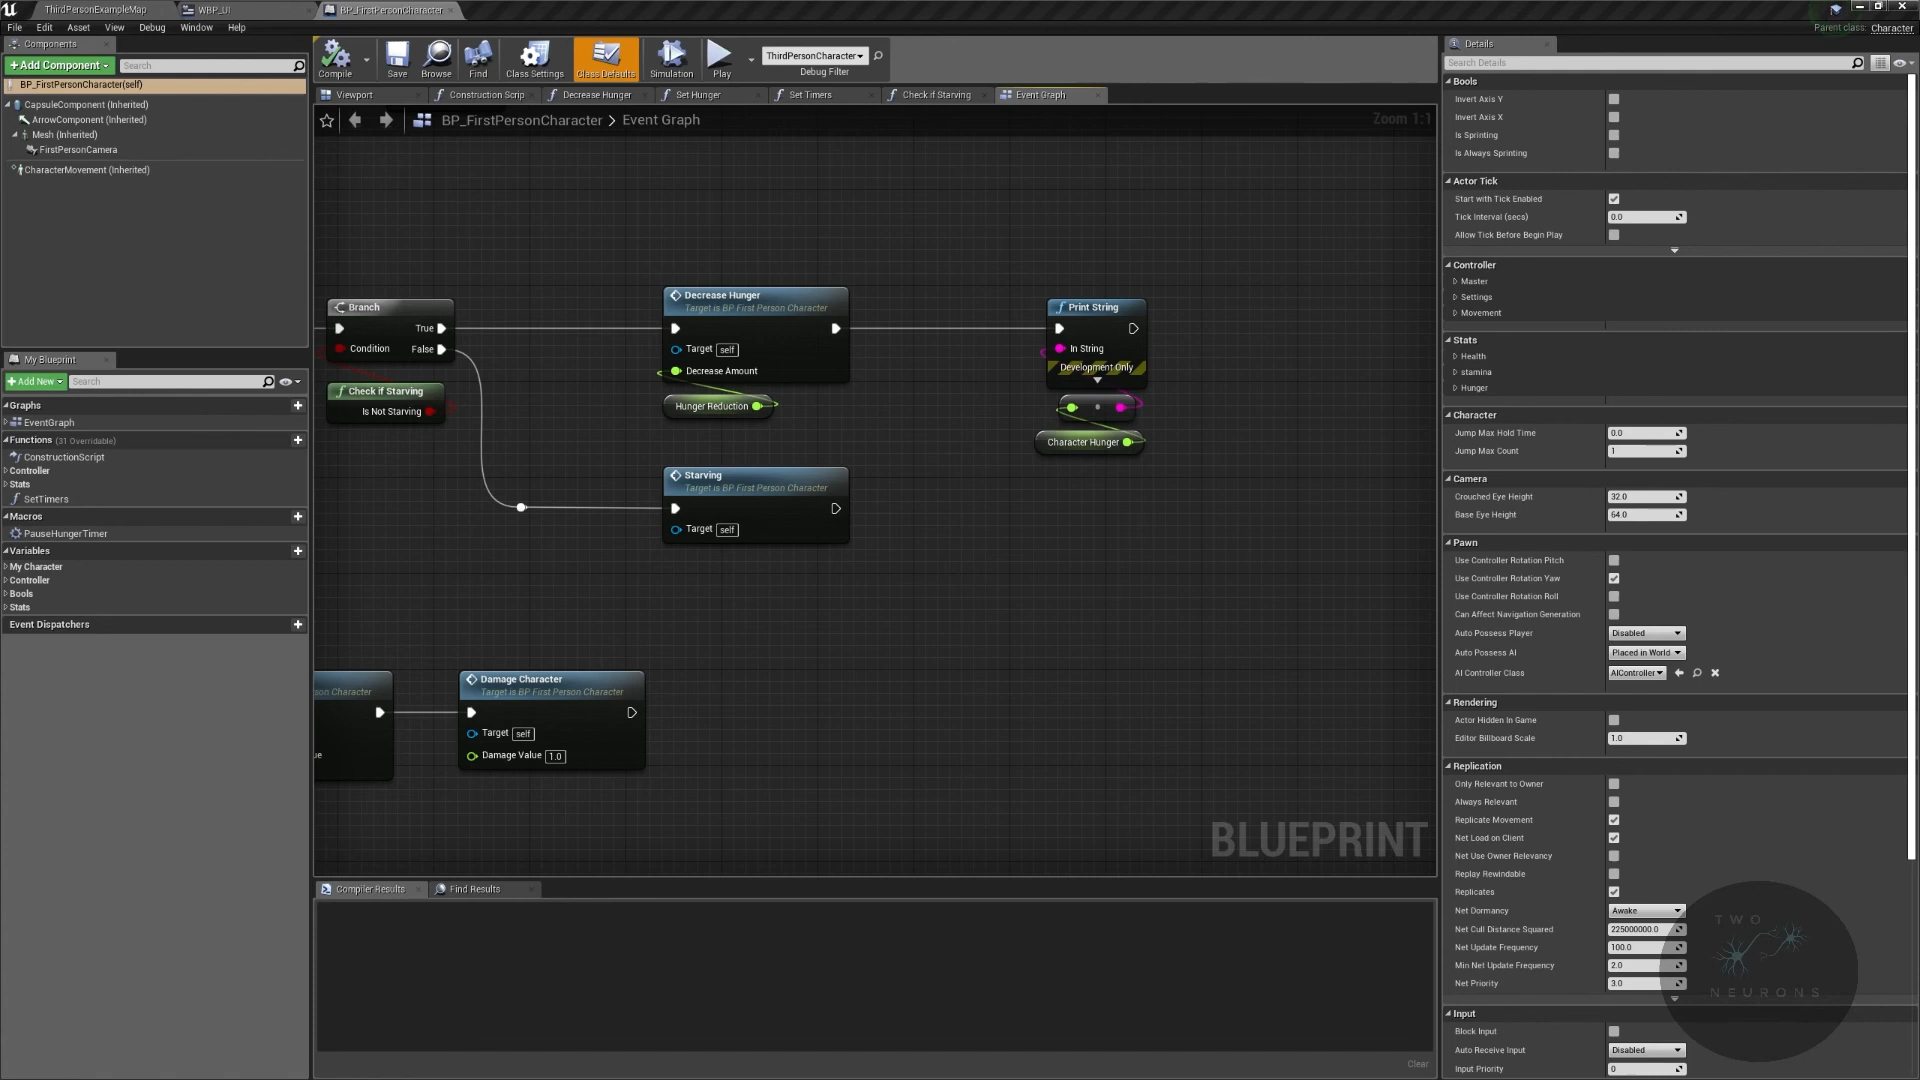 ThirdPersonExampleMap
WBP_UI
BP_FirstPersonCharacter
File Edit Asset View Debug Window Help
Parent class: Character
Components
Add Component
Search
BP_FirstPersonCharacter(self)
CapsuleComponent (Inherited)
ArrowComponent (Inherited)
Mesh (Inherited)
FirstPersonCamera
CharacterMovement (Inherited)
My Blueprint
Add New
Search
Graphs
EventGraph
Functions (31 Overridable)
ConstructionScript
Controller
Stats
SetTimers
Macros
PauseHungerTimer
Variables
My Character
Controller
Bools
Stats
Event Dispatchers
Compile
Save
Browse
Find
Class Settings
Class Defaults
Simulation
Play
ThirdPersonCharacter
Debug Filter
Viewport
Construction Scrip
Decrease Hunger
Set Hunger
Set Timers
Check if Starving
Event Graph
BP_FirstPersonCharacter > Event Graph
Zoom 1:1
Branch
True
Condition False
Check if Starving
Is Not Starving
Decrease Hunger
Target is BP First Person Character
Target self
Decrease Amount
Hunger Reduction
Print String
In String
Development Only
Character Hunger
Starving
Target is BP First Person Character
Target self
son Character
ue
Damage Character
Target is BP First Person Character
Target self
Damage Value 1.0
BLUEPRINT
Compiler Results
Find Results
Clear
Details
Search Details
Bools
Invert Axis Y
Invert Axis X
Is Sprinting
Is Always Sprinting
Actor Tick
Start with Tick Enabled
Tick Interval (secs) 0.0
Allow Tick Before Begin Play
Controller
Master
Settings
Movement
Stats
Health
stamina
Hunger
Character
Jump Max Hold Time 0.0
Jump Max Count 1
Camera
Crouched Eye Height 32.0
Base Eye Height 64.0
Pawn
Use Controller Rotation Pitch
Use Controller Rotation Yaw
Use Controller Rotation Roll
Can Affect Navigation Generation
Auto Possess Player Disabled
Auto Possess AI Placed in World
AI Controller Class AIController
Rendering
Actor Hidden In Game
Editor Billboard Scale 1.0
Replication
Only Relevant to Owner
Always Relevant
Replicate Movement
Net Load on Client
Net Use Owner Relevancy
Replay Rewindable
Replicates
Net Dormancy Awake
Net Cull Distance Squared 225000000.0
Net Update Frequency 100.0
Min Net Update Frequency 2.0
Net Priority 3.0
Input
Block Input
Auto Receive Input Disabled
Input Priority 0
TWO
NEURONS